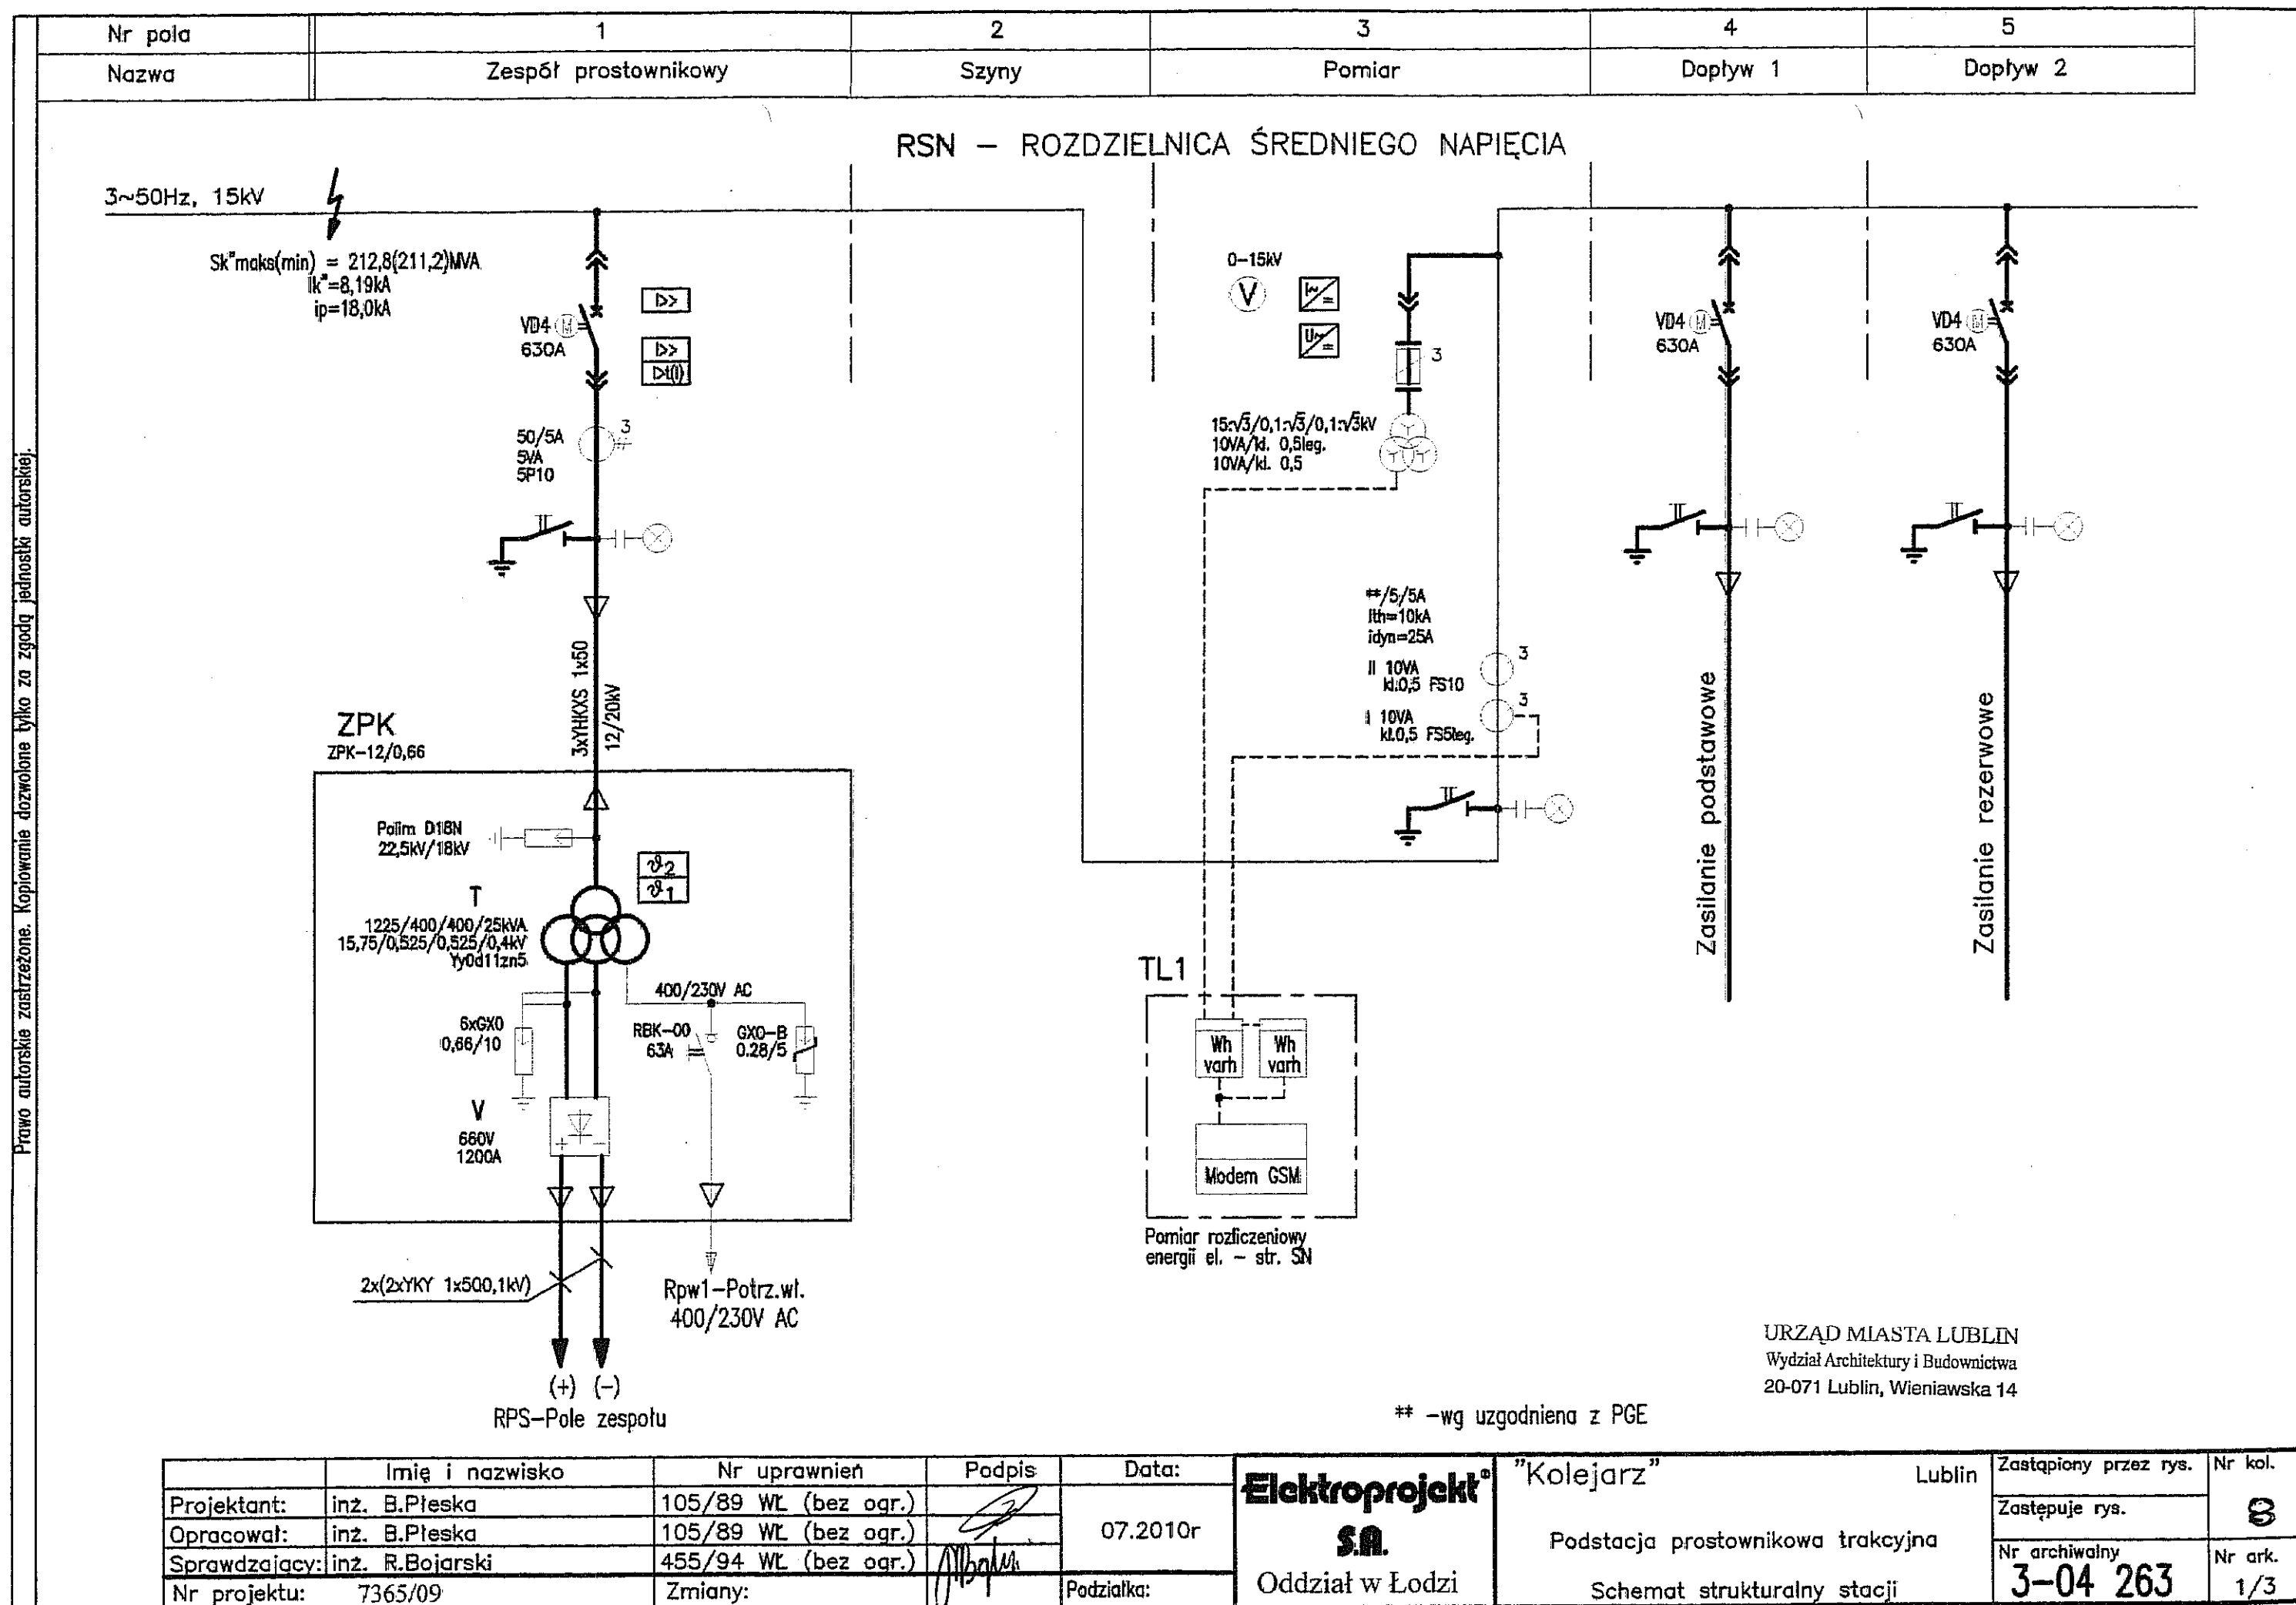 Nr pola 1 2 3 4 5
Nazwa Zespół prostownikowy Szyny Pomiar Dopływ 1 Dopływ 2
RSN – ROZDZIELNICA ŚREDNIEGO NAPIĘCIA
3~50Hz, 15kV
Sk"maks(min) = 212,8(211,2)MVA
Ik"=8,19kA
ip=18,0kA
VD4 M
630A
I>>
I>>
I>t(I)
50/5A
5VA
5P10
3
3xYHKXS 1x50
12/20kV
0-15kV
V
I~
=
U~
=
3
15:√3/0,1:√3/0,1:√3kV
10VA/kl. 0,5leg.
10VA/kl. 0,5
**/5/5A
Ith=10kA
idyn=25A
II 10VA
kl.0,5 FS10
3
I 10VA
kl.0,5 FS5leg.
3
VD4 M
630A
Zasilanie podstawowe
VD4 M
630A
Zasilanie rezerwowe
ZPK
ZPK-12/0,66
Polim D18N
22,5kV/18kV
ϑ2
ϑ1
T
1225/400/400/25kVA
15,75/0,525/0,525/0,4kV
Yy0d11zn5
400/230V AC
6xGXO
0,66/10
RBK-00
63A
GXO-B
0.28/5
V
660V
1200A
+ −
2x(2xYKY 1x500,1kV)
Rpw1-Potrz.wł.
400/230V AC
(+) (-)
RPS-Pole zespołu
TL1
Wh
varh
Wh
varh
Modem GSM
Pomiar rozliczeniowy
energii el. – str. SN
URZĄD MIASTA LUBLIN
Wydział Architektury i Budownictwa
20-071 Lublin, Wieniawska 14
** -wg uzgodniena z PGE
Prawo autorskie zastrzeżone. Kopiowanie dozwolone tylko za zgodą jednostki autorskiej.
Imię i nazwisko Nr uprawnień Podpis Data:
Projektant: inż. B.Płeska 105/89 WŁ (bez ogr.)
Opracował: inż. B.Płeska 105/89 WŁ (bez ogr.) 07.2010r
Sprawdzający: inż. R.Bojarski 455/94 WŁ (bez ogr.)
Nr projektu: 7365/09 Zmiany: Podziałka:
Elektroprojekt
S.A.
Oddział w Łodzi
"Kolejarz" Lublin
Podstacja prostownikowa trakcyjna
Schemat strukturalny stacji
Zastąpiony przez rys.
Zastępuje rys.
Nr archiwalny
3-04 263
Nr kol.
8
Nr ark.
1/3